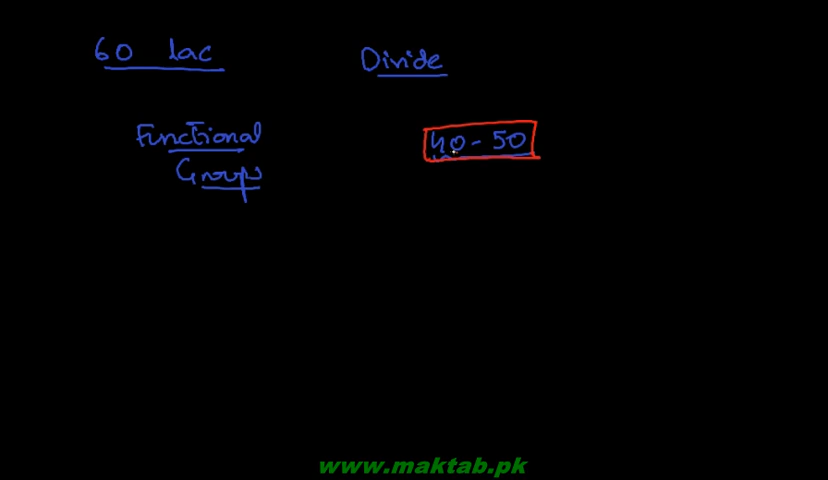 60 lac
Divide
Functional
Groups
40 - 50
www.maktab.pk